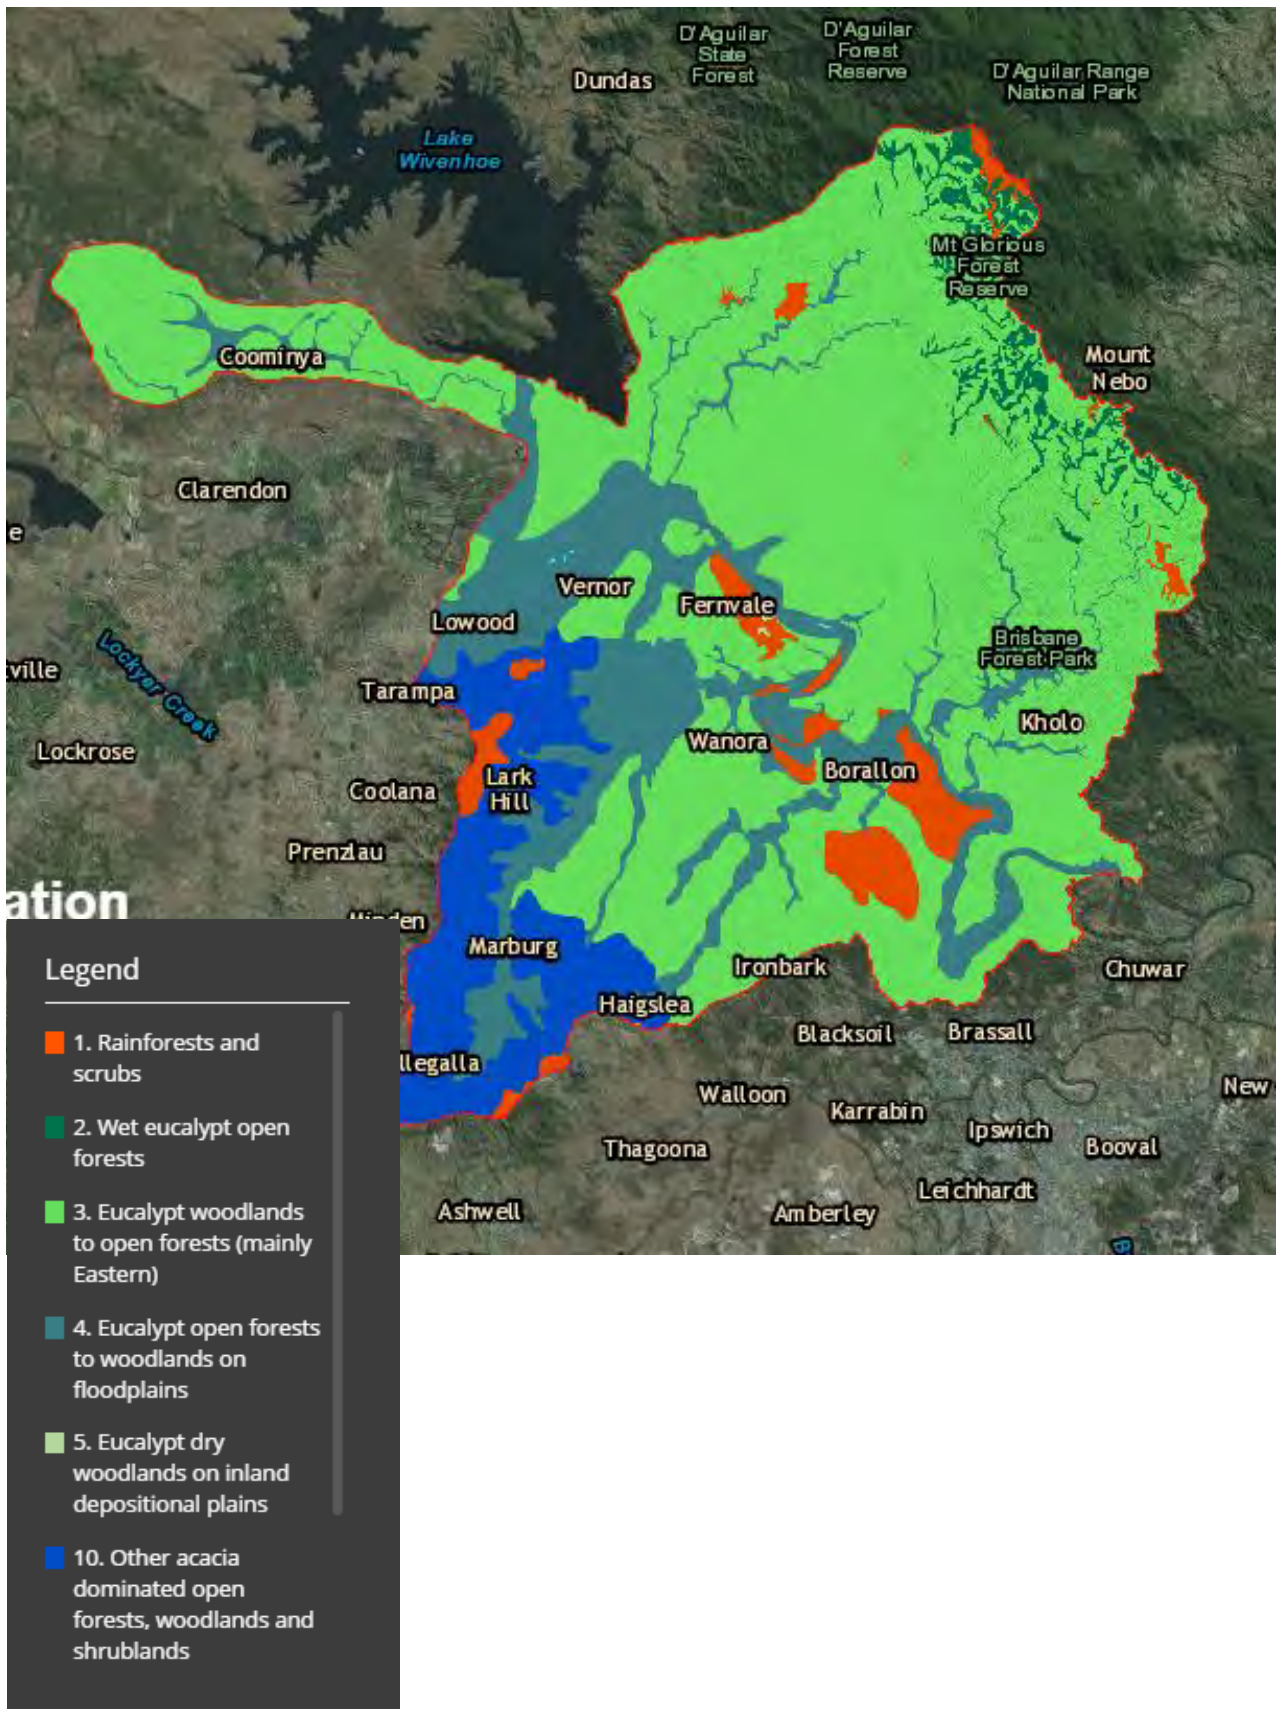 D'Aguilar
State
Forest
D'Aguilar
Forest
Reserve
D'Aguilar Range
National Park
Dundas
Lake
Wivenhoe
Mt Glorious
Forest
Reserve
Coominya
Mount
Nebo
Clarendon
e
Vernor
Fernvale
Lowood
Brisbane
Forest Park
Lockyer Creek
ville
Tarampa
Kholo
Lockrose
Wanora
Lark
Hill
Borallon
Coolana
Prenzlau
ation
Minden
Marburg
Ironbark
Chuwar
Haigslea
Blacksoil
Brassall
llegalla
Walloon
Karrabin
New
Ipswich
Thagoona
Booval
Leichhardt
Ashwell
Amberley
Legend
1. Rainforests and
scrubs
2. Wet eucalypt open
forests
3. Eucalypt woodlands
to open forests (mainly
Eastern)
4. Eucalypt open forests
to woodlands on
floodplains
5. Eucalypt dry
woodlands on inland
depositional plains
10. Other acacia
dominated open
forests, woodlands and
shrublands